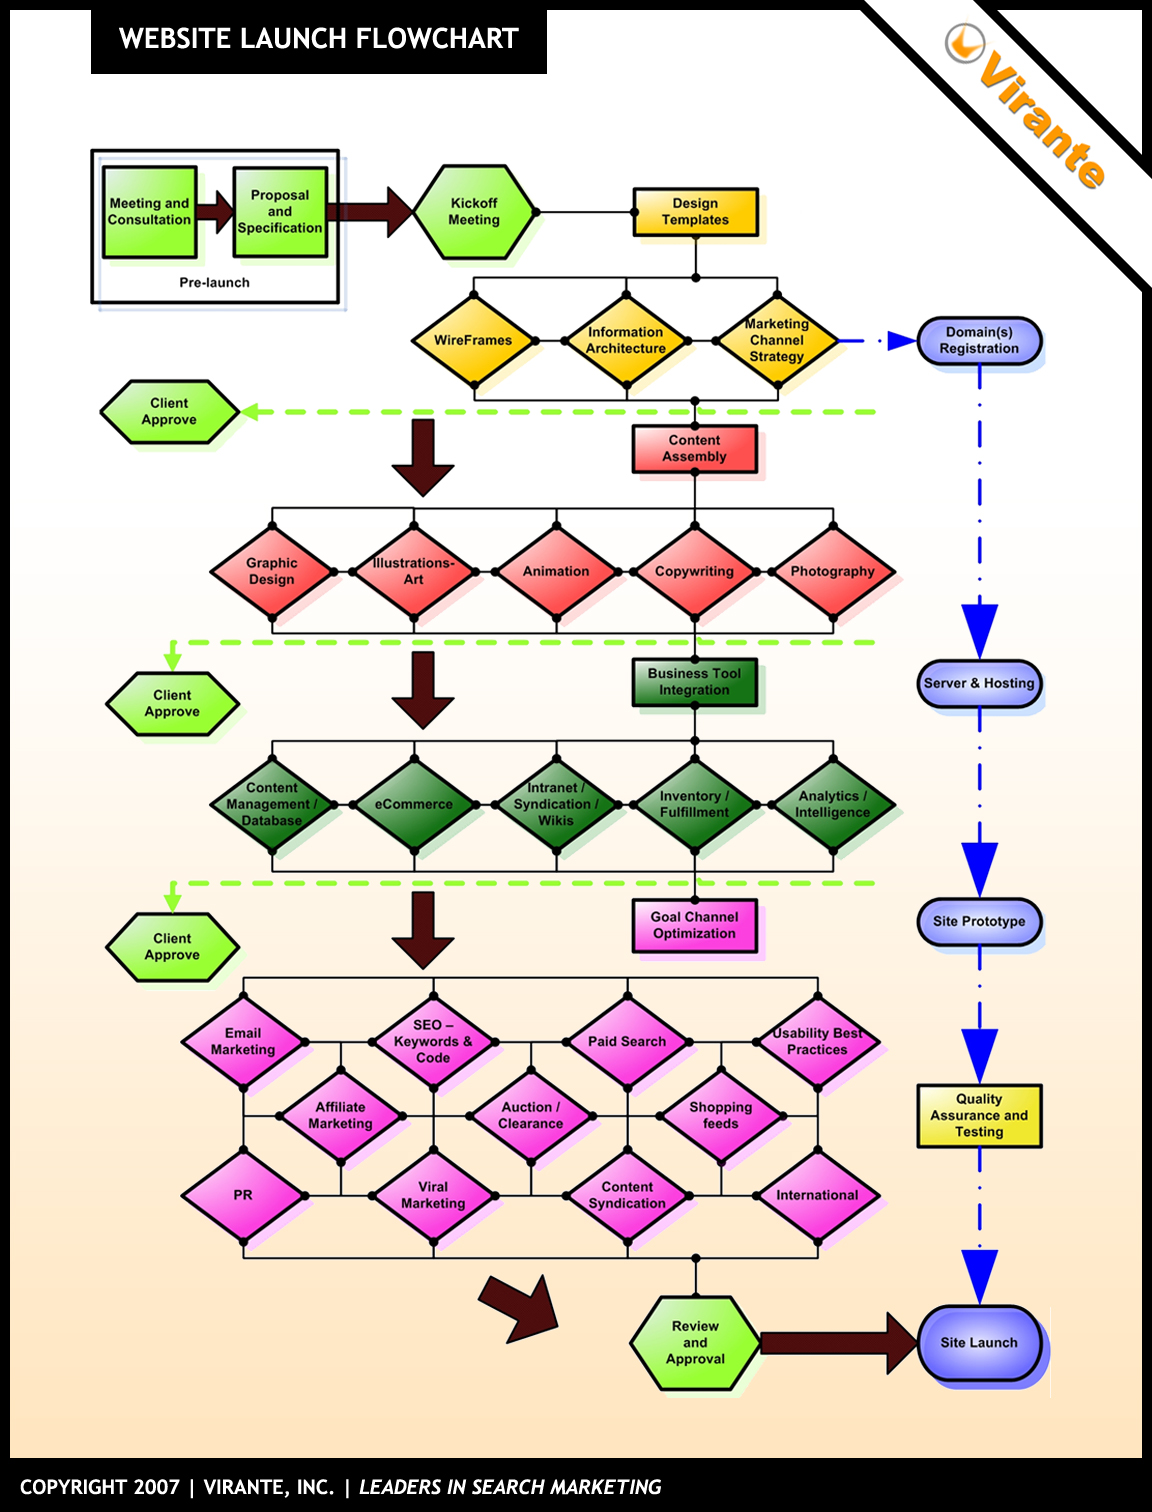 WEBSITE LAUNCH FLOWCHART
Virante
Meeting and
Consultation
Proposal
and
Specification
Pre-launch
Kickoff
Meeting
Design
Templates
WireFrames
Information
Architecture
Marketing
Channel
Strategy
Domain(s)
Registration
Client
Approve
Content
Assembly
Graphic
Design
Illustrations-
Art
Animation
Copywriting
Photography
Client
Approve
Business Tool
Integration
Server & Hosting
Content
Management /
Database
eCommerce
Intranet /
Syndication /
Wikis
Inventory /
Fulfillment
Analytics /
Intelligence
Client
Approve
Goal Channel
Optimization
Site Prototype
Email
Marketing
SEO –
Keywords &
Code
Paid Search
Usability Best
Practices
Affiliate
Marketing
Auction /
Clearance
Shopping
feeds
Quality
Assurance and
Testing
PR
Viral
Marketing
Content
Syndication
International
Review
and
Approval
Site Launch
COPYRIGHT 2007 | VIRANTE, INC. | LEADERS IN SEARCH MARKETING